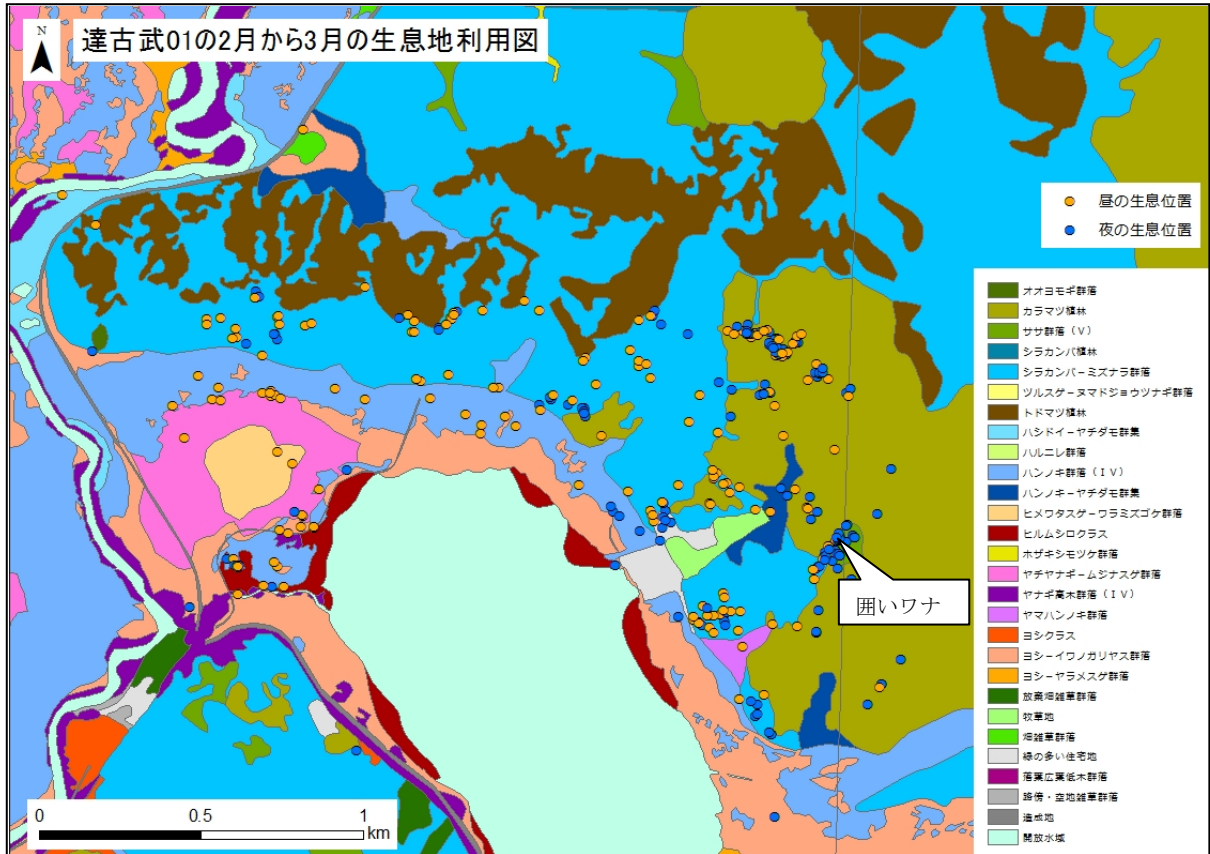 達古武01の2月から3月の生息地利用図
N
昼の生息位置
夜の生息位置
オオヨモギ群落
カラマツ植林
ササ群落（V）
シラカンバ植林
シラカンバーミズナラ群落
ツルスゲーヌマドジョウツナギ群落
トドマツ植林
ハシドイーヤチダモ群集
ハルニレ群落
ハンノキ群落（IV）
ハンノキーヤチダモ群集
ヒメワタスゲーワラミズゴケ群落
ヒルムシロクラス
ホザキシモツケ群落
ヤチヤナギームジナスゲ群落
ヤナギ高木群落（IV）
ヤマハンノキ群落
ヨシクラス
ヨシーイワノガリヤス群落
ヨシーヤラメスゲ群落
放棄畑雑草群落
牧草地
畑雑草群落
緑の多い住宅地
落葉広葉低木群落
路傍・空地雑草群落
造成地
開放水域
囲いワナ
0 0.5 1
km